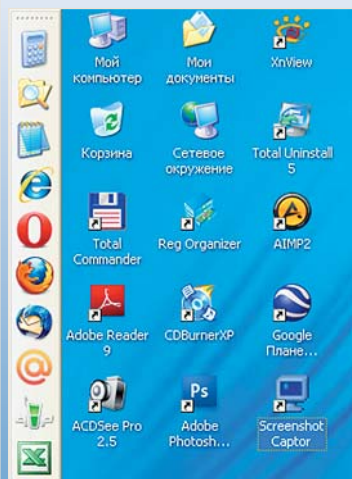 Мой
компьютер
Мои
документы
XnView
Корзина
Сетевое
окружение
Total Uninstall
5
Total
Commander
Reg Organizer
AIMP2
Adobe Reader
9
CDBurnerXP
Google
Плане...
ACDSee Pro
2.5
Ps
Adobe
Photosh...
Screenshot
Captor